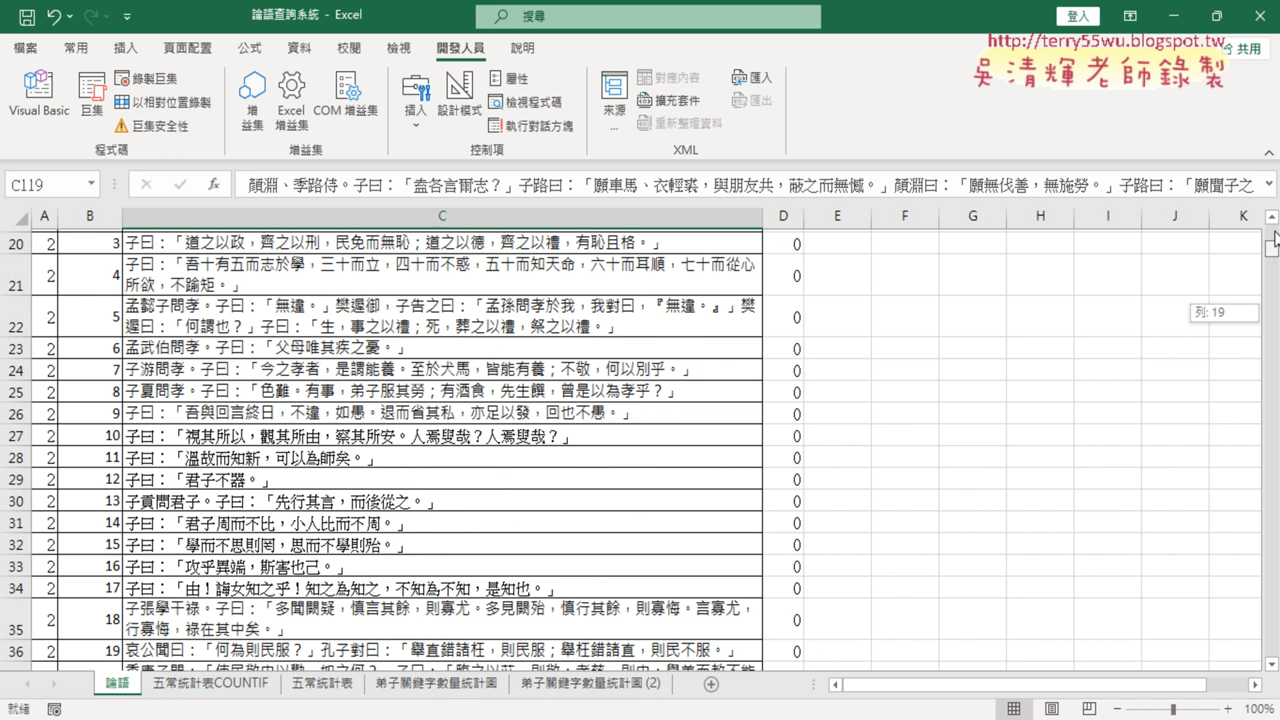 論語查詢系統 - Excel
搜尋
登入
http://terry55wu.blogspot.tw
吳清輝老師錄製
檔案 常用 插入 頁面配置 公式 資料 校閱 檢視 開發人員 說明 共用
Visual Basic
巨集
錄製巨集
以相對位置錄製
巨集安全性
程式碼
增益集
Excel 增益集
COM 增益集
增益集
插入
設計模式
屬性
檢視程式碼
執行對話方塊
控制項
來源
...
對應內容
擴充套件
重新整理資料
匯入
匯出
XML
C119
fx
顏淵、季路侍。子曰：「盍各言爾志？」子路曰：「願車馬、衣輕裘，與朋友共，蔽之而無憾。」顏淵曰：「願無伐善，無施勞。」子路曰：「願聞子之
A B C D E F G H I J K
20 2 3 子曰：「道之以政，齊之以刑，民免而無恥；道之以德，齊之以禮，有恥且格。」 0
21 2 4 子曰：「吾十有五而志於學，三十而立，四十而不惑，五十而知天命，六十而耳順，七十而從心
所欲，不踰矩。」 0
22 2 5 孟懿子問孝。子曰：「無違。」樊遲御，子告之曰：「孟孫問孝於我，我對曰，『無違。』」樊
遲曰：「何謂也？」子曰：「生，事之以禮；死，葬之以禮，祭之以禮。」 0
23 2 6 孟武伯問孝。子曰：「父母唯其疾之憂。」 0
24 2 7 子游問孝。子曰：「今之孝者，是謂能養。至於犬馬，皆能有養；不敬，何以別乎。」 0
25 2 8 子夏問孝。子曰：「色難。有事，弟子服其勞；有酒食，先生饌，曾是以為孝乎？」 0
26 2 9 子曰：「吾與回言終日，不違，如愚。退而省其私，亦足以發，回也不愚。」 0
27 2 10 子曰：「視其所以，觀其所由，察其所安。人焉叟哉？人焉叟哉？」 0
28 2 11 子曰：「溫故而知新，可以為師矣。」 0
29 2 12 子曰：「君子不器。」 0
30 2 13 子貢問君子。子曰：「先行其言，而後從之。」 0
31 2 14 子曰：「君子周而不比，小人比而不周。」 0
32 2 15 子曰：「學而不思則罔，思而不學則殆。」 0
33 2 16 子曰：「攻乎異端，斯害也己。」 0
34 2 17 子曰：「由！誨女知之乎！知之為知之，不知為不知，是知也。」 0
35 2 18 子張學干祿。子曰：「多聞闕疑，慎言其餘，則寡尤。多見闕殆，慎行其餘，則寡悔。言寡尤，
行寡悔，祿在其中矣。」 0
36 2 19 哀公聞曰：「何為則民服？」孔子對曰：「舉直錯諸枉，則民服；舉枉錯諸直，則民不服。」 0
列: 19
論語 五常統計表COUNTIF 五常統計表 弟子關鍵字數量統計圖 弟子關鍵字數量統計圖 (2)
就緒
100%